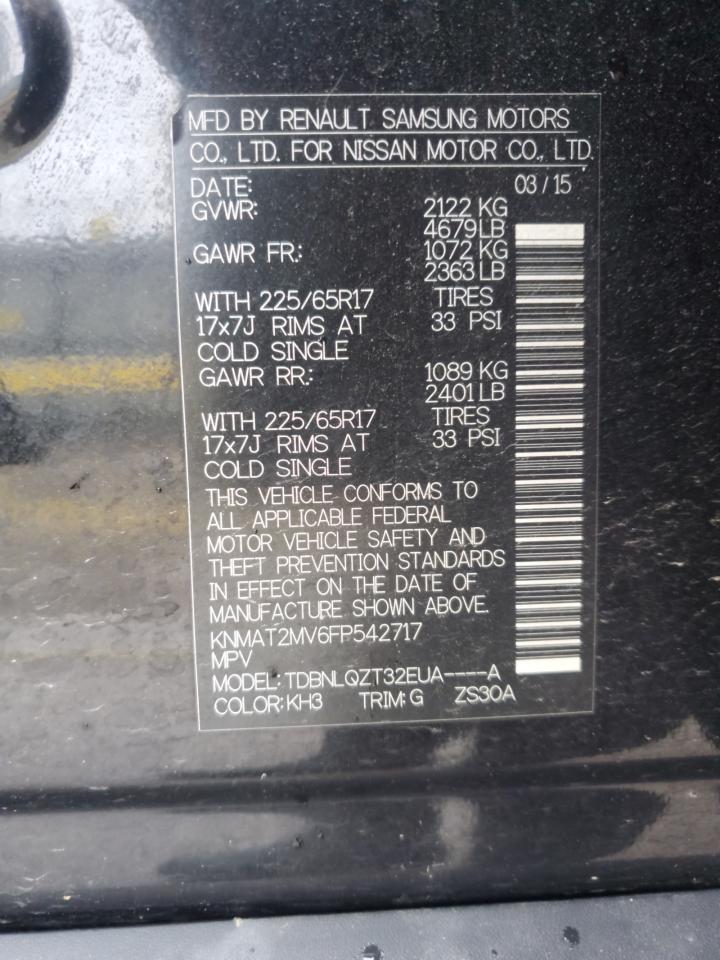 MFD BY RENAULT SAMSUNG MOTORS
CO., LTD. FOR NISSAN MOTOR CO., LTD.
DATE: 03/15
GVWR: 2122 KG
4679LB
GAWR FR.: 1072 KG
2363LB
WITH 225/65R17 TIRES
17x7J RIMS AT 33 PSI
COLD SINGLE
GAWR RR.: 1089 KG
2401LB
WITH 225/65R17 TIRES
17x7J RIMS AT 33 PSI
COLD SINGLE
THIS VEHICLE CONFORMS TO
ALL APPLICABLE FEDERAL
MOTOR VEHICLE SAFETY AND
THEFT PREVENTION STANDARDS
IN EFFECT ON THE DATE OF
MANUFACTURE SHOWN ABOVE.
KNMAT2MV6FP542717
MPV
MODEL: TDBNLQZT32EUA----A
COLOR: KH3 TRIM: G ZS30A